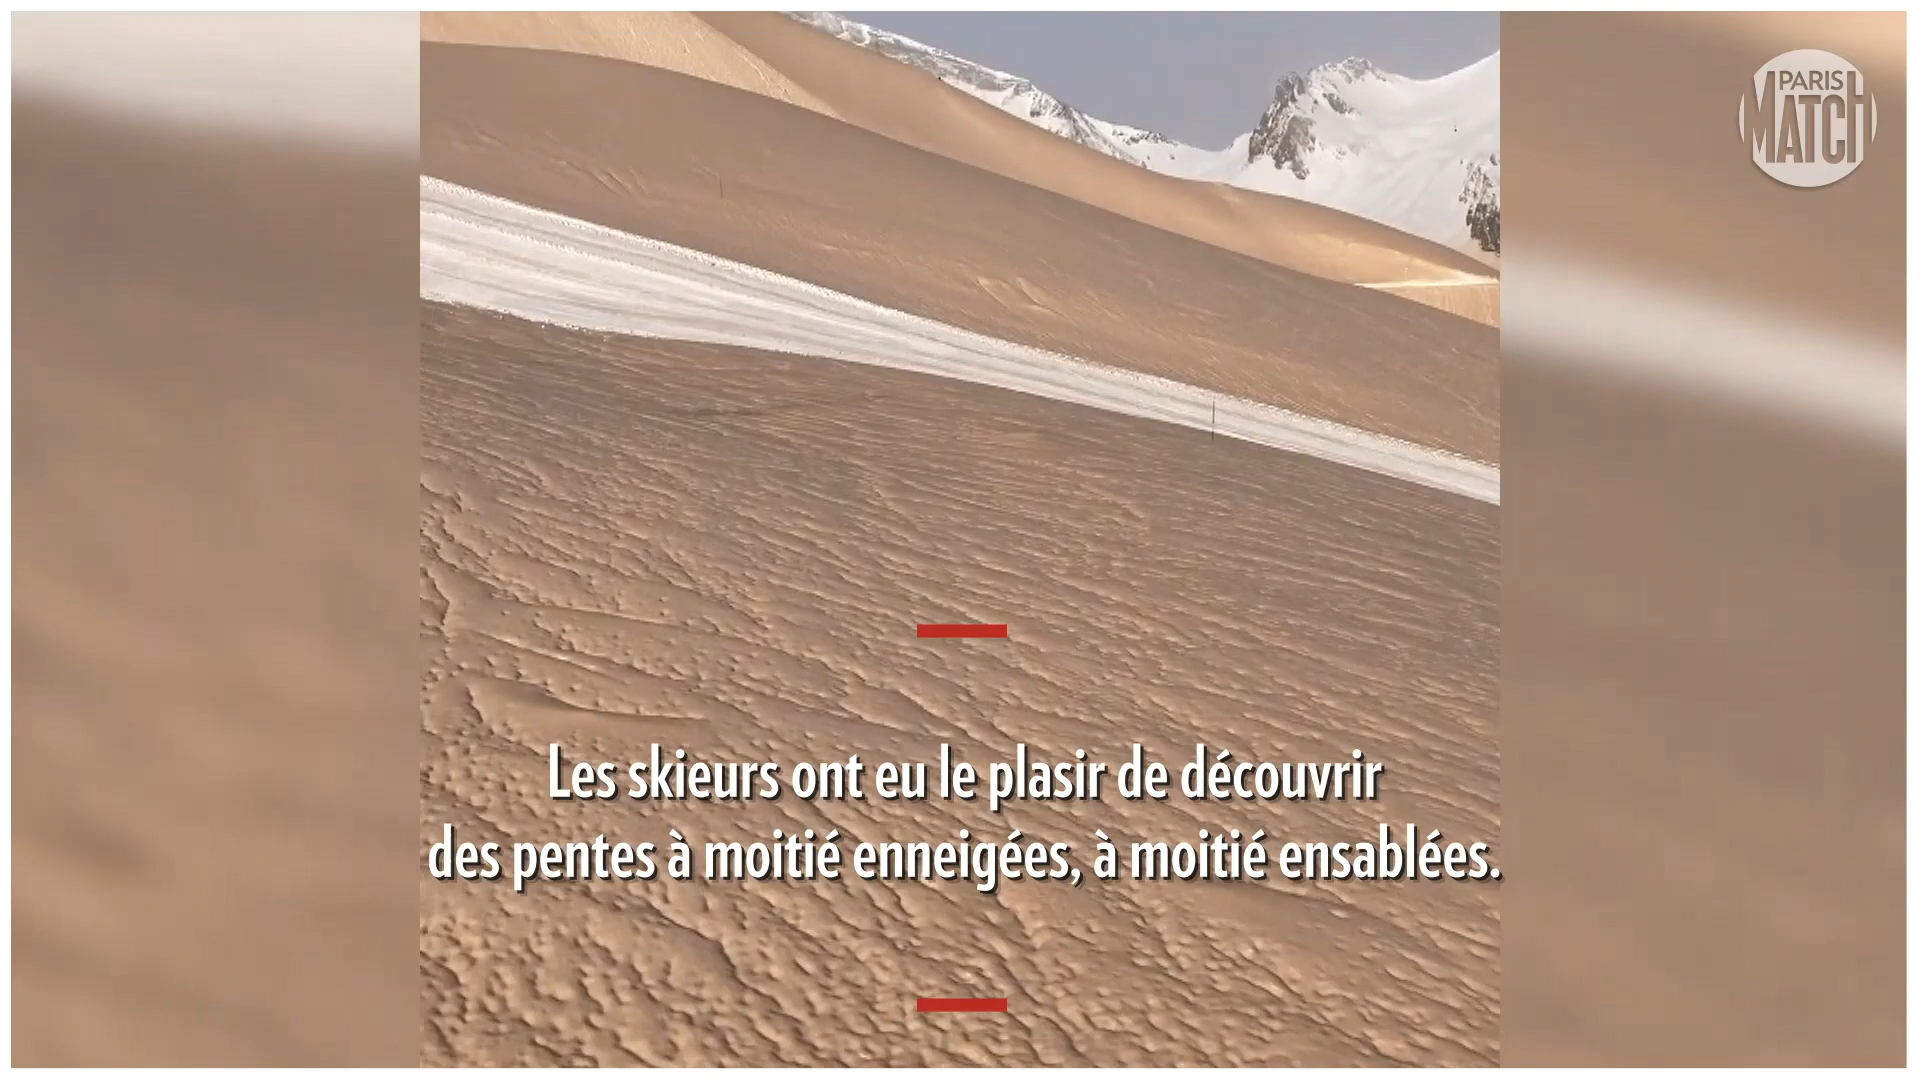 PARIS
MATCH
Les skieurs ont eu le plasir de découvrir
des pentes à moitié enneigées, à moitié ensablées.